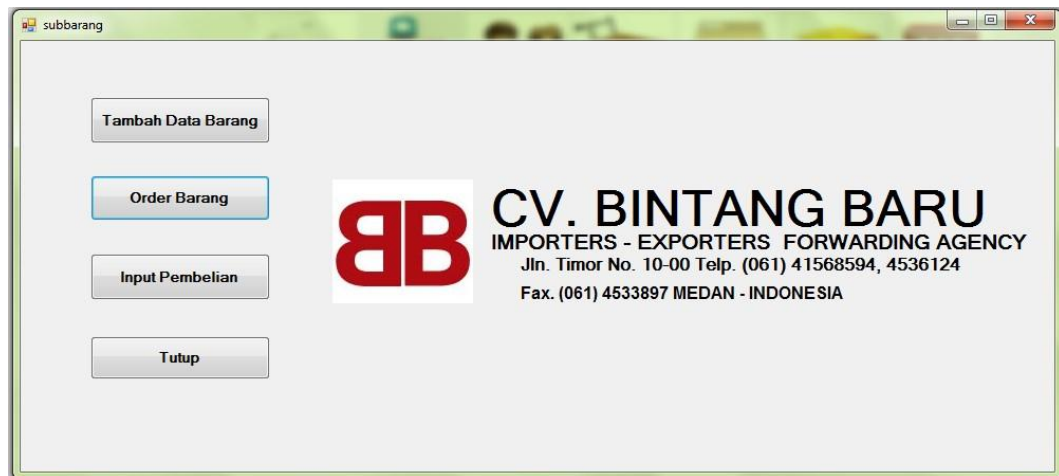 subbarang
Tambah Data Barang
Order Barang
Input Pembelian
Tutup
BB
CV. BINTANG BARU
IMPORTERS - EXPORTERS FORWARDING AGENCY
Jln. Timor No. 10-00 Telp. (061) 41568594, 4536124
Fax. (061) 4533897 MEDAN - INDONESIA